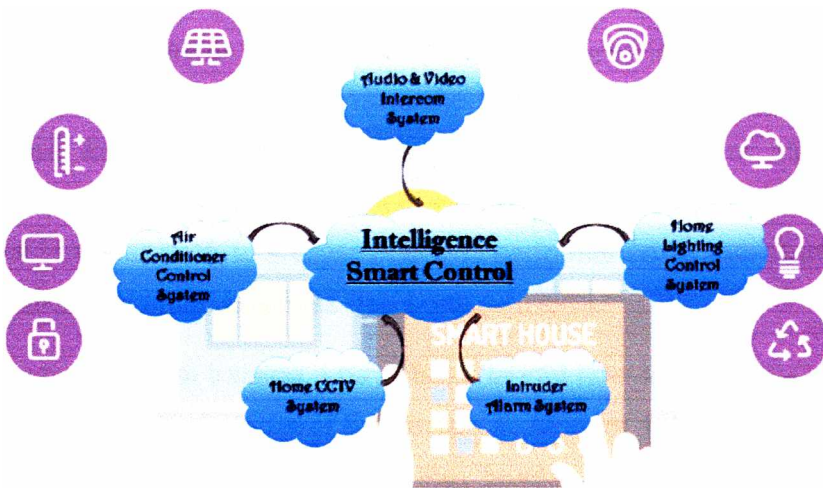 Audio & Video
Intercom
System
Intelligence
Smart Control
Air
Conditioner
Control
System
Home
Lighting
Control
System
SMART HOUSE
Home CCTV
System
Intruder
Alarm System